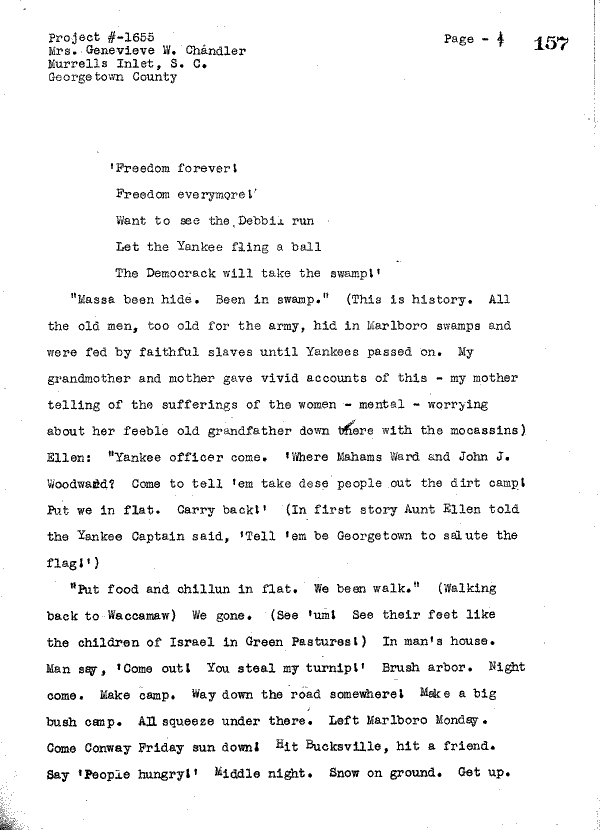 Project #-1655
Mrs. Genevieve W. Chandler
Murrells Inlet, S. C.
Georgetown County
Page - 4 157
'Freedom forever!
Freedom everymore!'
Want to see the Debbil run
Let the Yankee fling a ball
The Democrack will take the swamp!'
"Massa been hide. Been in swamp." (This is history. All
the old men, too old for the army, hid in Marlboro swamps and
were fed by faithful slaves until Yankees passed on. My
grandmother and mother gave vivid accounts of this - my mother
telling of the sufferings of the women - mental - worrying
about her feeble old grandfather down there with the mocassins)
Ellen: "Yankee officer come. 'Where Mahams Ward and John J.
Woodward? Come to tell 'em take dese people out the dirt camp!
Put we in flat. Carry back!' (In first story Aunt Ellen told
the Yankee Captain said, 'Tell 'em be Georgetown to salute the
flag!')
"Put food and chillun in flat. We been walk." (Walking
back to Waccamaw) We gone. (See 'um! See their feet like
the children of Israel in Green Pastures!) In man's house.
Man say, 'Come out! You steal my turnip!' Brush arbor. Night
come. Make camp. Way down the road somewhere! Make a big
bush camp. All squeeze under there. Left Marlboro Monday.
Come Conway Friday sun down! Hit Bucksville, hit a friend.
Say 'People hungry!' Middle night. Snow on ground. Get up.